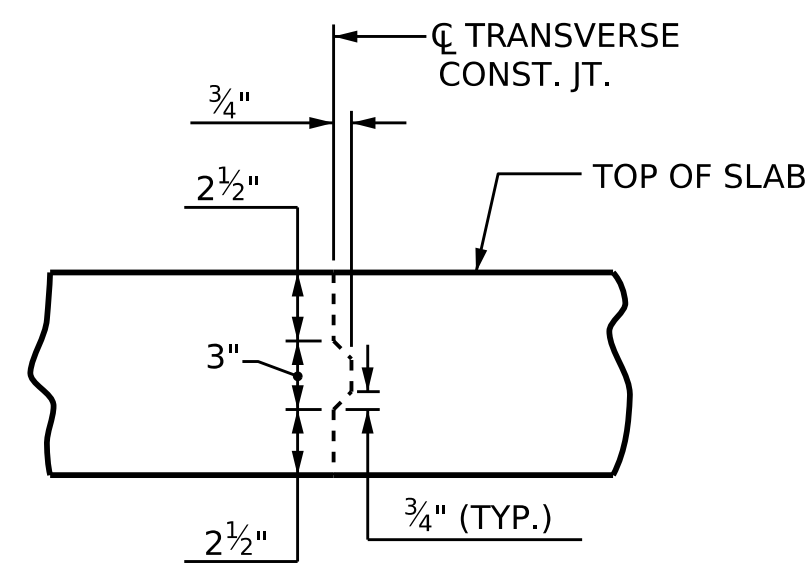 ℄ TRANSVERSE
CONST. JT.
¾"
2½"
TOP OF SLAB
3"
¾" (TYP.)
2½"